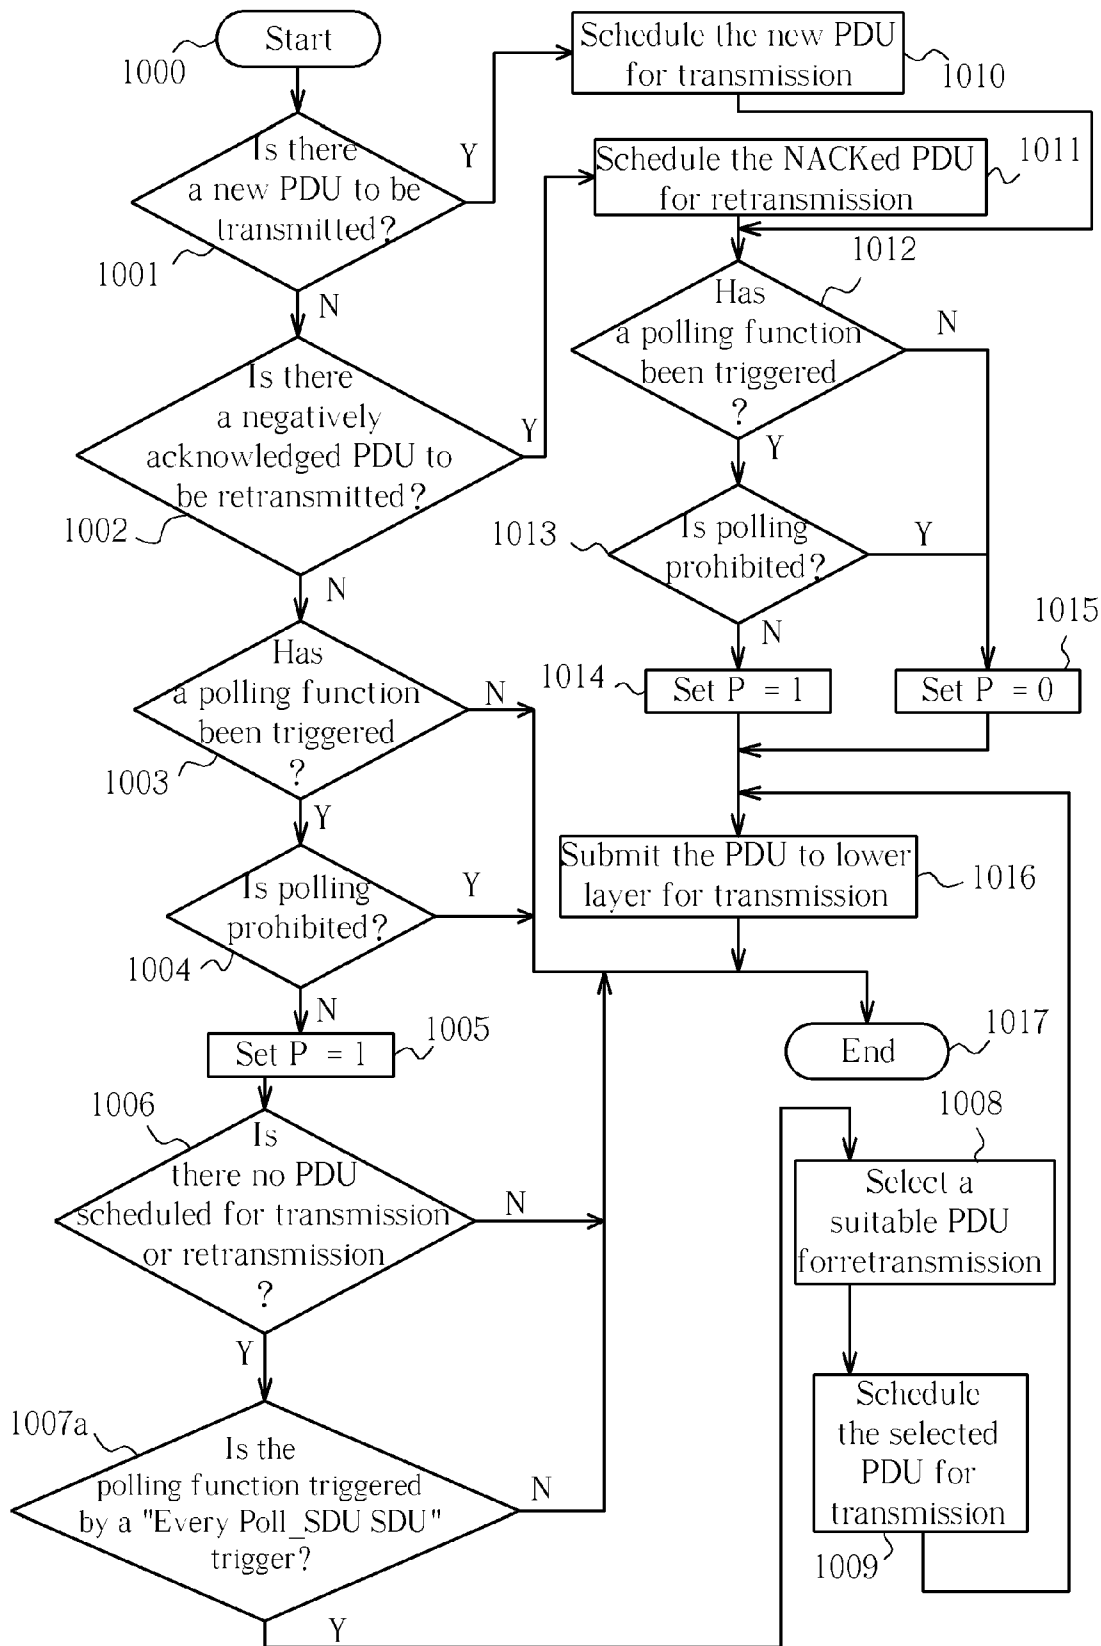 Start
1000
Is there
a new PDU to be
transmitted?
1001
Y
N
Is there
a negatively
acknowledged PDU to
be retransmitted?
1002
Y
N
Has
a polling function
been triggered
?
1003
N
Y
Is polling
prohibited?
1004
Y
N
Set P = 1
1005
1006
Is
there no PDU
scheduled for transmission
or retransmission
?
N
Y
1007a
Is the
polling function triggered
by a "Every Poll_SDU SDU"
trigger?
N
Y
Schedule the new PDU
for transmission
1010
Schedule the NACKed PDU
for retransmission
1011
1012
Has
a polling function
been triggered
?
N
Y
1013
Is polling
prohibited?
Y
N
1014
Set P = 1
1015
Set P = 0
Submit the PDU to lower
layer for transmission
1016
End
1017
1008
Select a
suitable PDU
forretransmission
Schedule
the selected
PDU for
transmission
1009